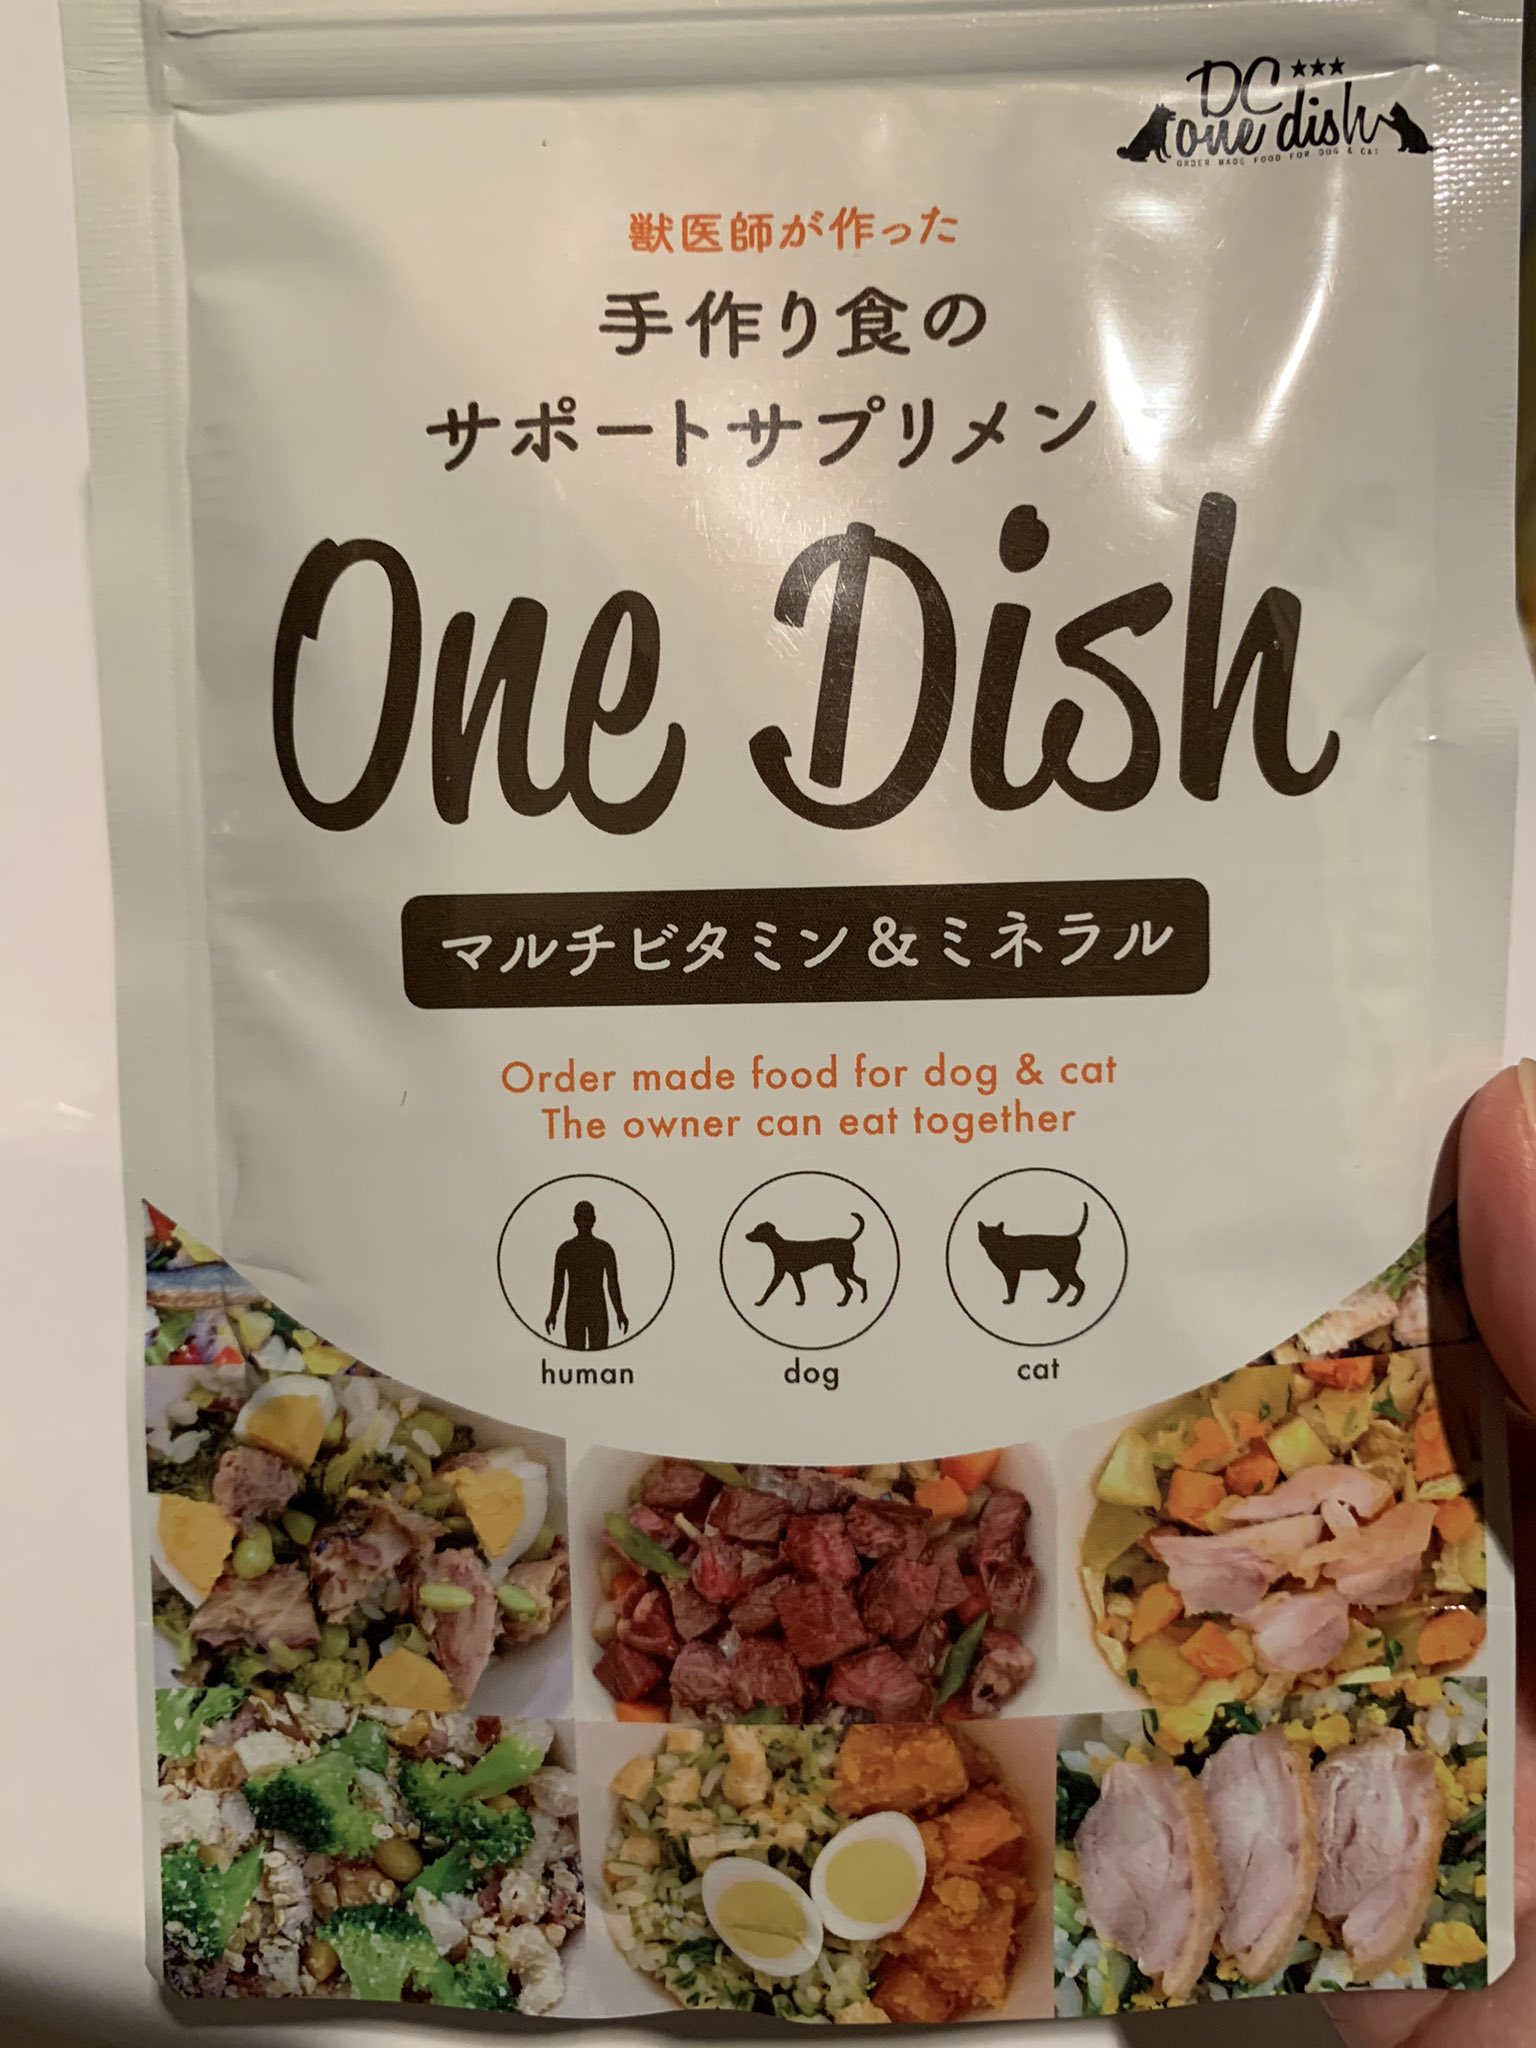 DC
one dish
ORDER MADE FOOD FOR DOG & CAT
獣医師が作った
手作り食の
サポートサプリメント
One Dish
マルチビタミン&ミネラル
Order made food for dog & cat
The owner can eat together
human
dog
cat